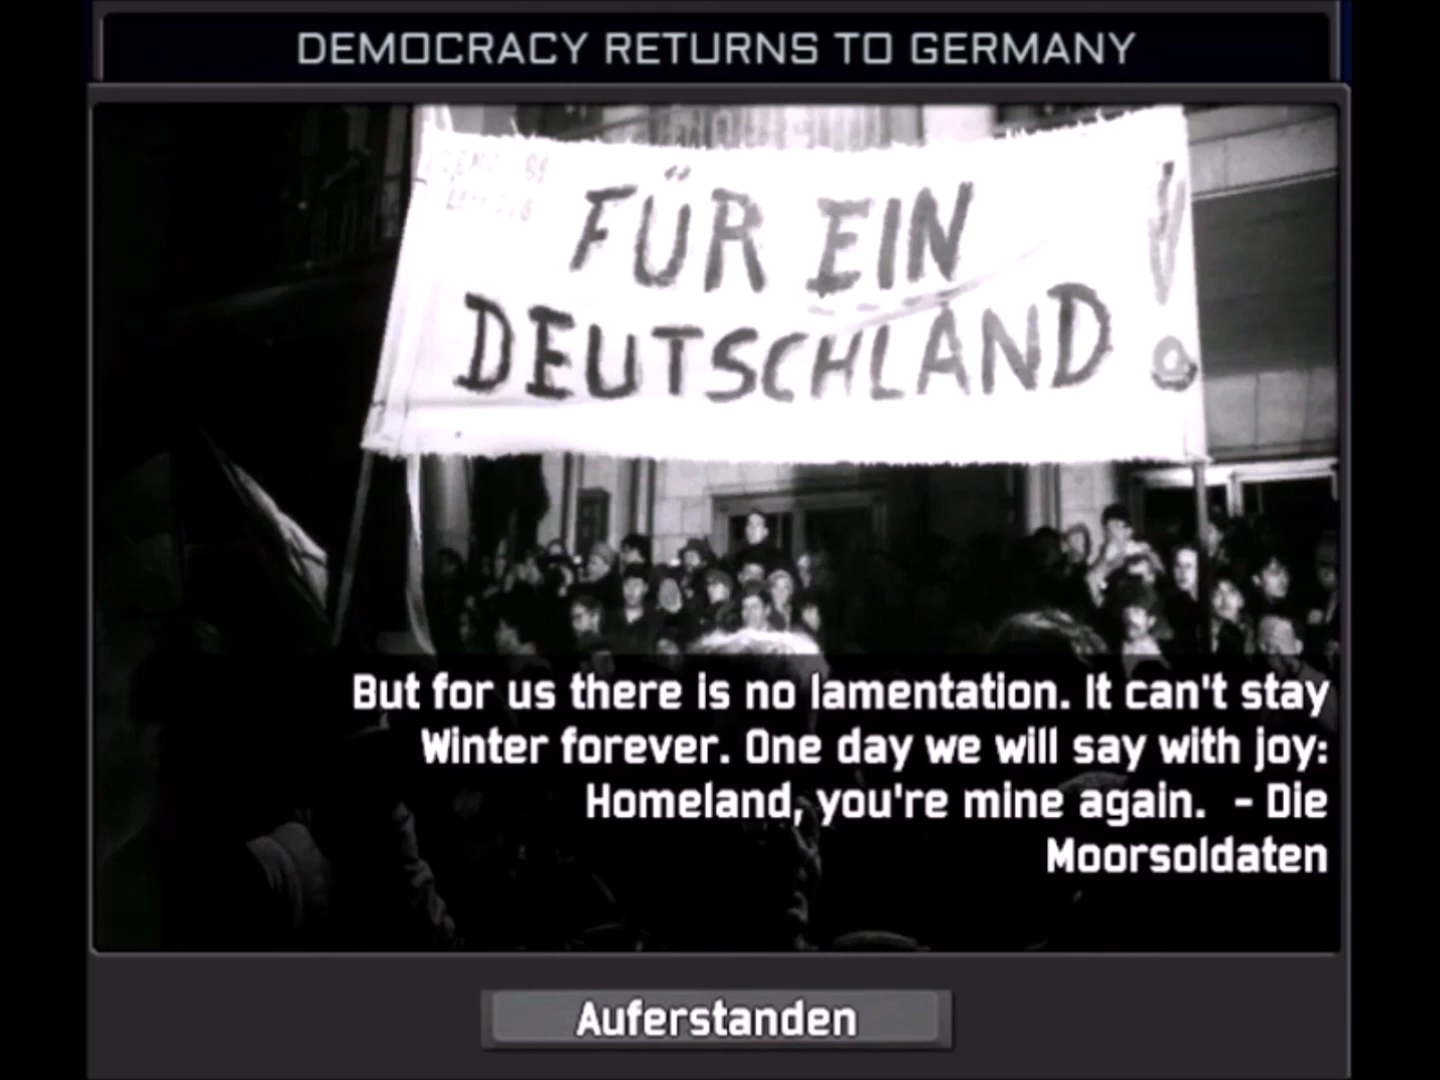 DEMOCRACY RETURNS TO GERMANY
FÜR EIN
DEUTSCHLAND!
But for us there is no lamentation. It can't stay
Winter forever. One day we will say with joy:
Homeland, you're mine again. - Die
Moorsoldaten
Auferstanden